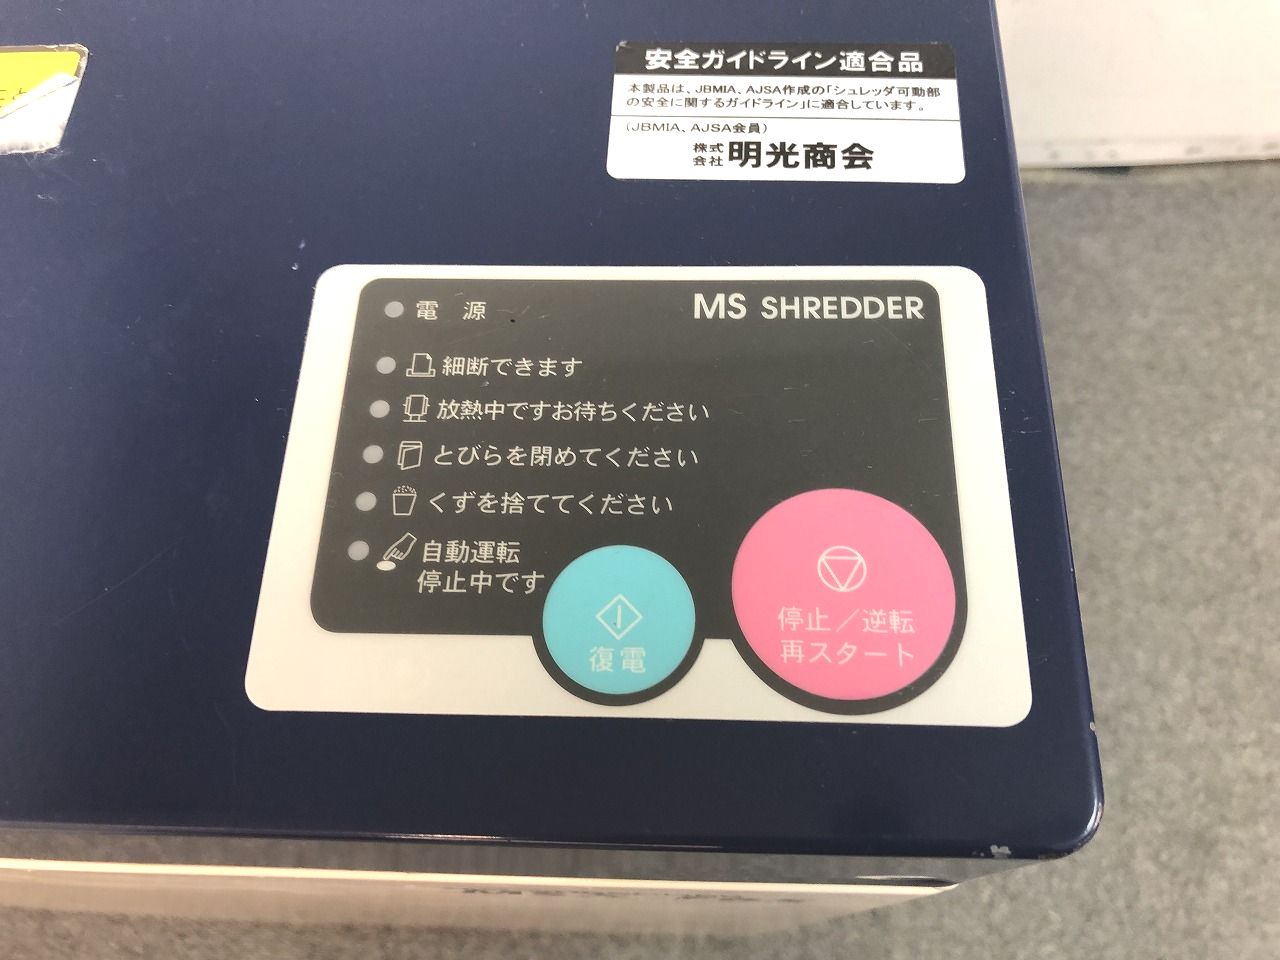 安全ガイドライン適合品
本製品は、JBMIA、AJSA作成の「シュレッダ可動部
の安全に関するガイドライン」に適合しています。
(JBMIA、AJSA会員)
株式会社 明光商会
電 源
MS SHREDDER
細断できます
放熱中ですお待ちください
とびらを閉めてください
くずを捨ててください
自動運転
停止中です
復電
停止/逆転
再スタート